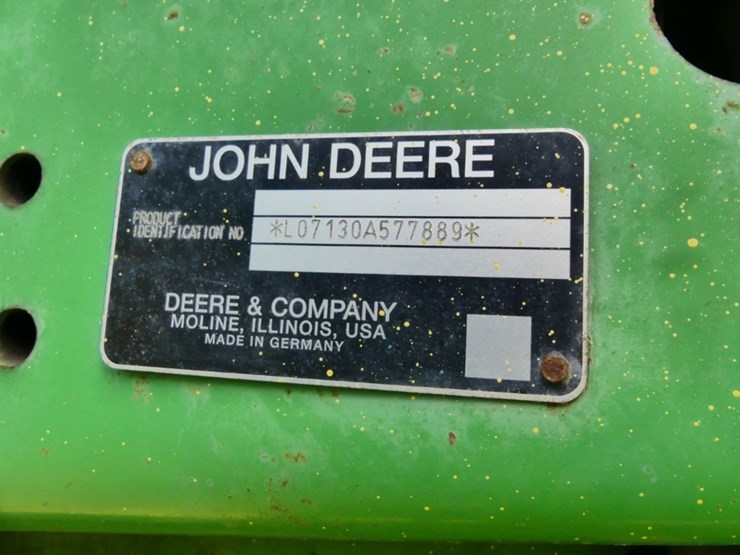 JOHN DEERE
PRODUCT
IDENTIFICATION NO
*L07130A577889*
DEERE & COMPANY
MOLINE, ILLINOIS, USA
MADE IN GERMANY